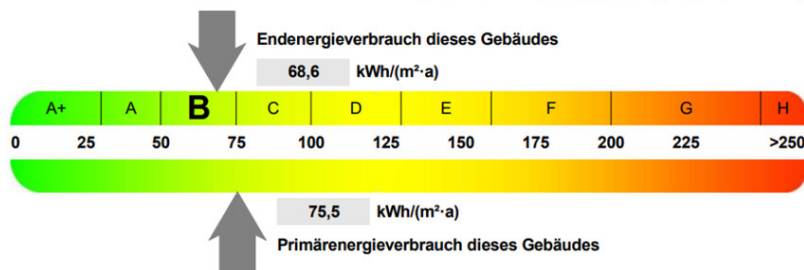 Endenergieverbrauch dieses Gebäudes
68,6 kWh/(m²·a)
A+ A B C D E F G H
0 25 50 75 100 125 150 175 200 225 >250
75,5 kWh/(m²·a)
Primärenergieverbrauch dieses Gebäudes